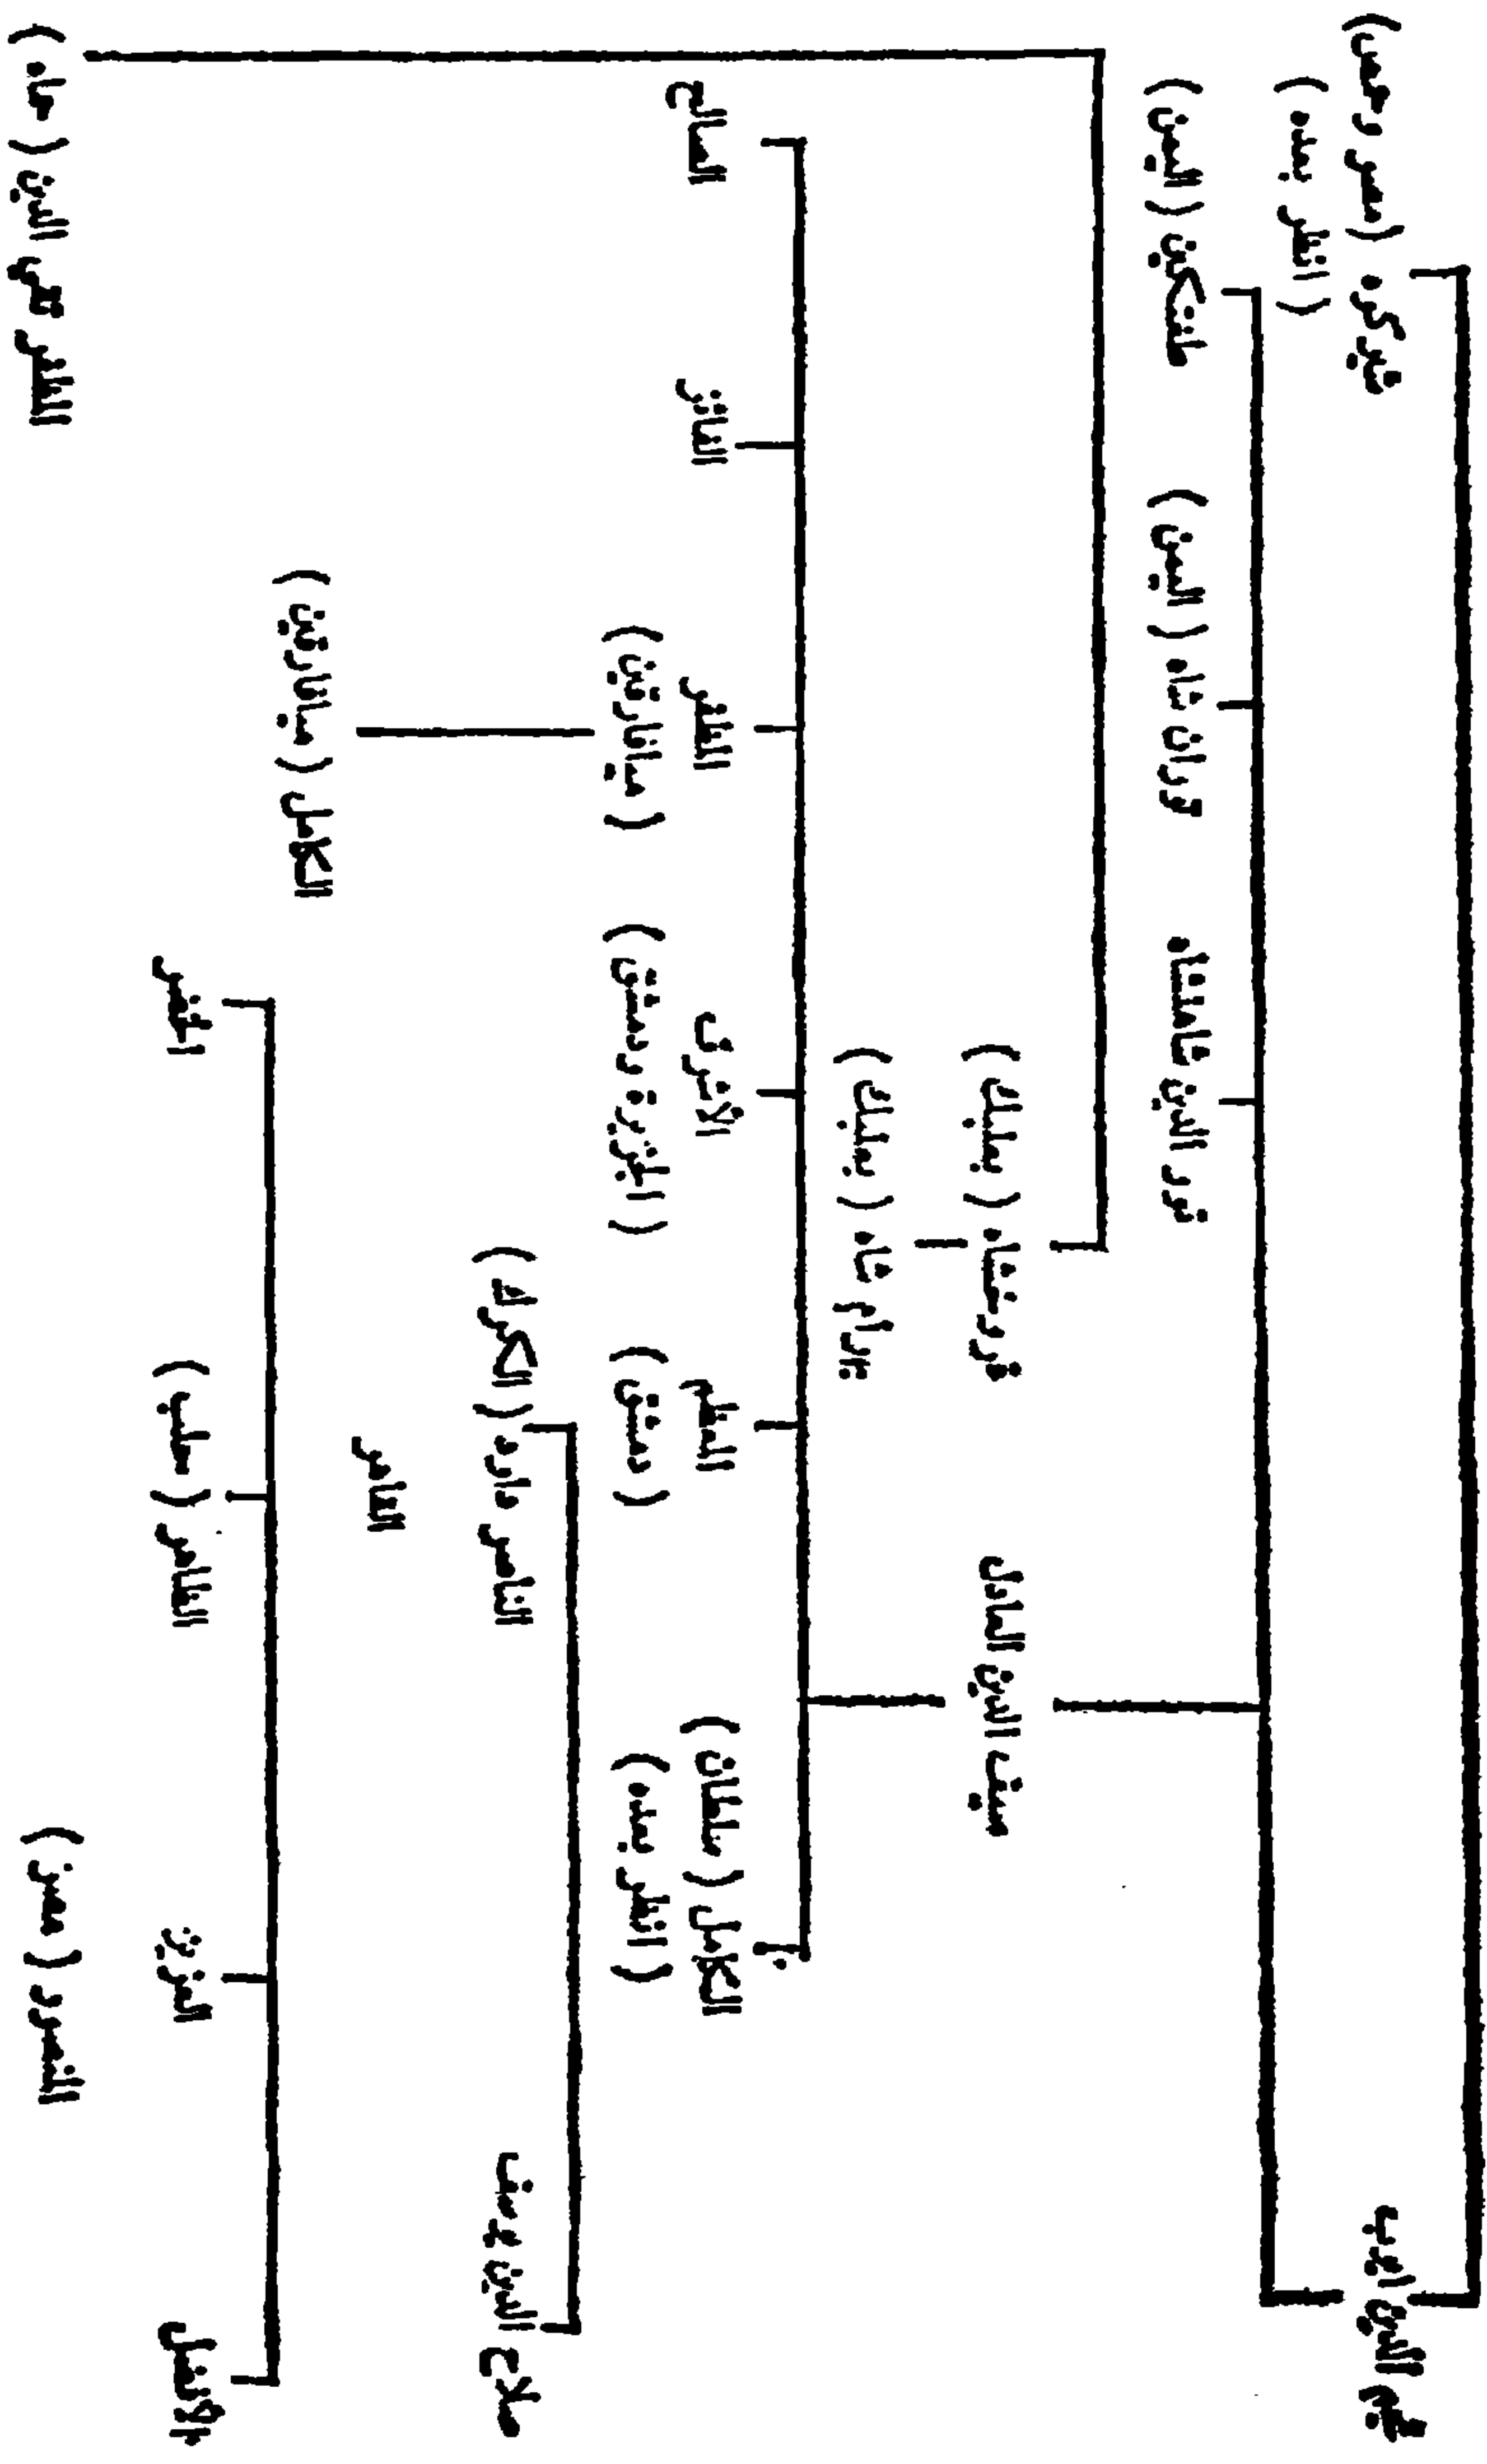 نجم الدين أيوب شيركوه (مصر وحمص)
(انظر بعده)
نور الدين شاهنشاه توران شاه (اليمن) طغتكين (اليمن)
سيف الدين العادل فروخشاه (بعلبك)
بهرام شاه (بعلبك)
الكامل (سلطان) المعظم الأشرف المظفر الفائز الصالح
(انظر بعده) (دمشق) (الجزيرة ودمشق) (ميافارقين)
صلاح الدين يوسف الناصر داود (الكرك)
الناصر
الكامل (ميافارقين)
الأفضل العزيز الظاهر (حلب) الخضر
المنصور (مصر) المظفر تقي الدين (حماه)